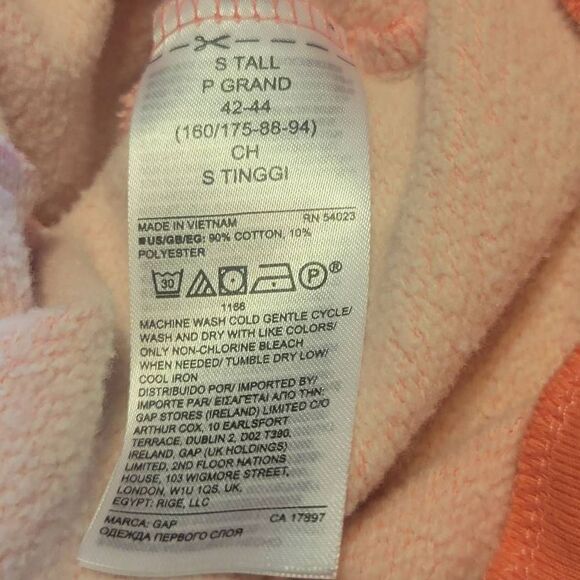 S TALL
P GRAND
42-44
(160/175-88-94)
CH
S TINGGI
MADE IN VIETNAM RN 54023
US/GB/EG: 90% COTTON, 10%
POLYESTER
30 P ®
1166
MACHINE WASH COLD GENTLE CYCLE/
WASH AND DRY WITH LIKE COLORS/
ONLY NON-CHLORINE BLEACH
WHEN NEEDED/ TUMBLE DRY LOW/
COOL IRON
DISTRIBUIDO POR/ IMPORTED BY/
IMPORTE PAR/ ΕΙΣΑΓΕΤΑΙ ΑΠΟ ΤΗΝ:
GAP STORES (IRELAND) LIMITED C/O
ARTHUR COX, 10 EARLSFORT
TERRACE, DUBLIN 2, D02 T380,
IRELAND, GAP (UK HOLDINGS)
LIMITED, 2ND FLOOR NATIONS
HOUSE, 103 WIGMORE STREET,
LONDON, W1U 1QS, UK,
EGYPT: RIGE, LLC
MARCA: GAP CA 17897
ОДЕЖДА ПЕРВОГО СЛОЯ